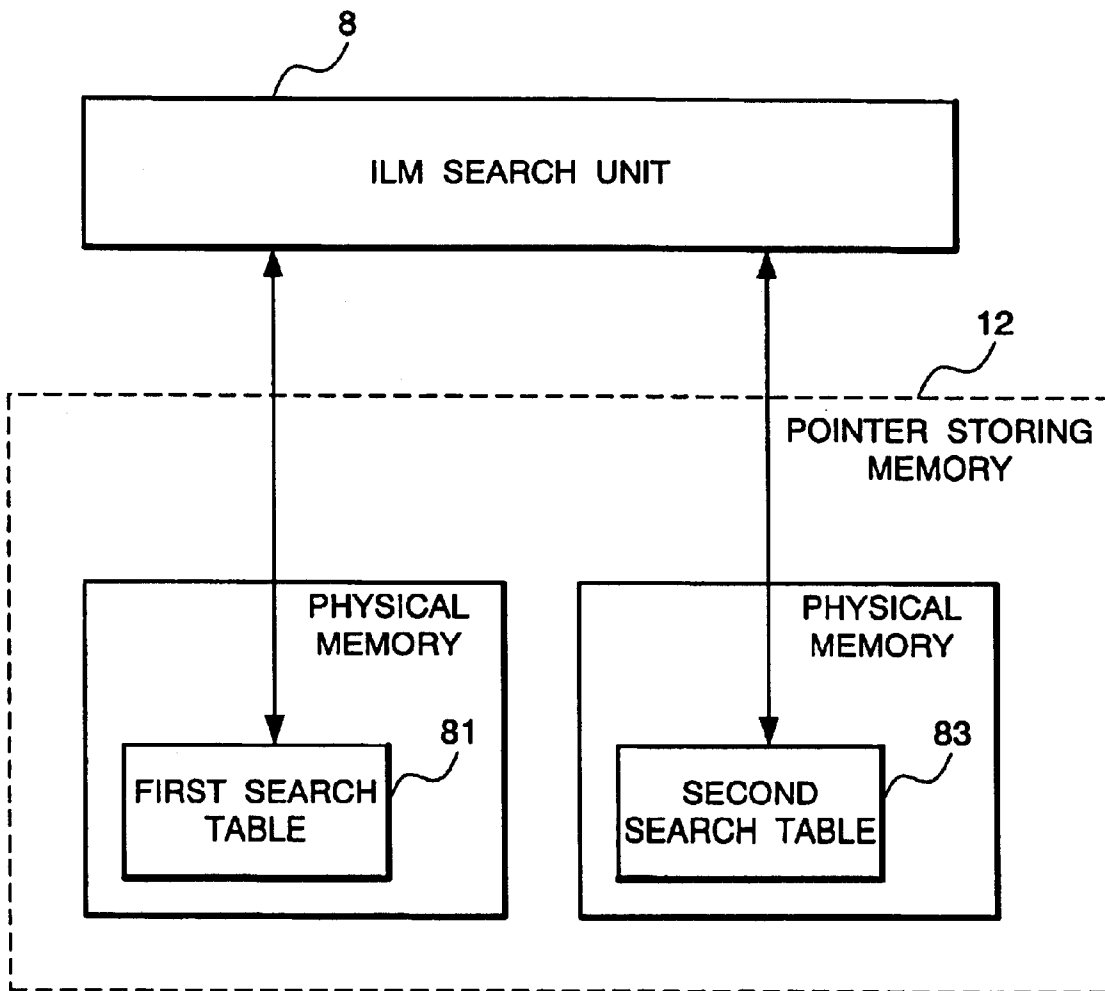 8
ILM SEARCH UNIT
12
POINTER STORING
MEMORY
PHYSICAL
MEMORY
PHYSICAL
MEMORY
81
FIRST SEARCH
TABLE
83
SECOND
SEARCH TABLE